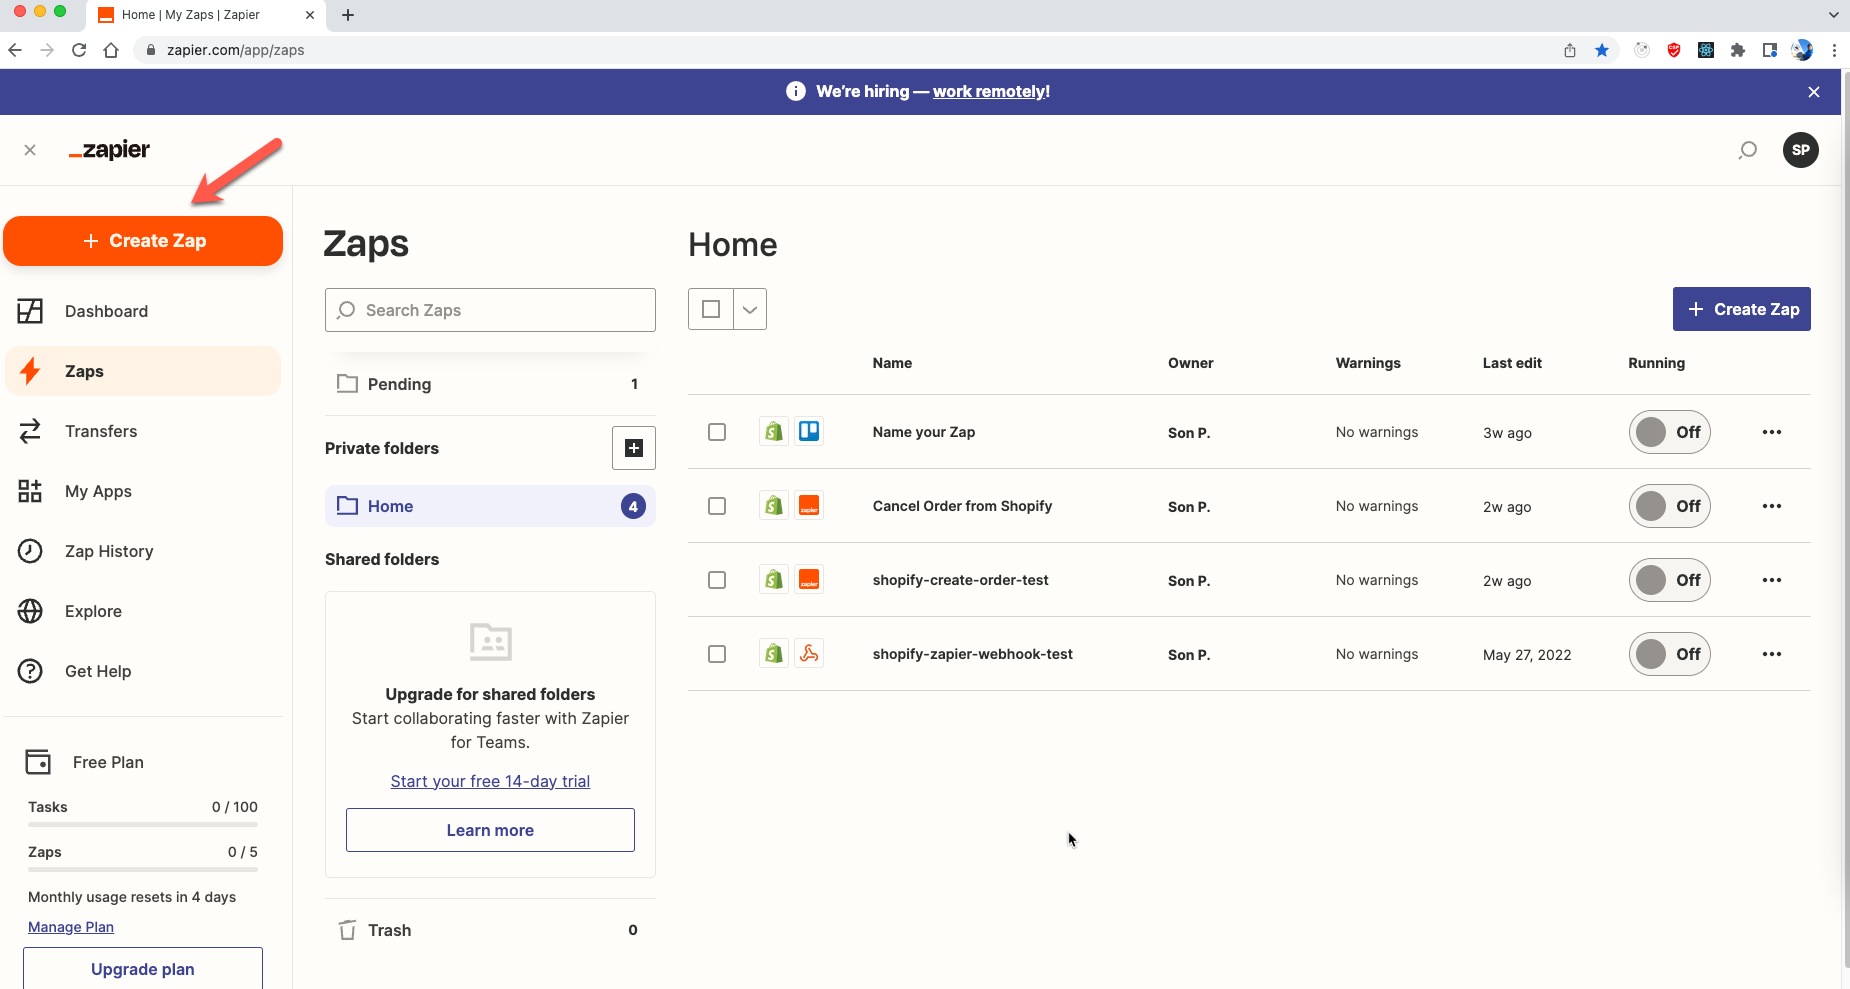 Home | My Zaps | Zapier
zapier.com/app/zaps
We're hiring — work remotely!
_zapier
SP
+ Create Zap
Dashboard
Zaps
Transfers
My Apps
Zap History
Explore
Get Help
Free Plan
Tasks 0 / 100
Zaps 0 / 5
Monthly usage resets in 4 days
Manage Plan
Upgrade plan
Zaps
Search Zaps
Pending 1
Private folders
Home 4
Shared folders
Upgrade for shared folders
Start collaborating faster with Zapier
for Teams.
Start your free 14-day trial
Learn more
Trash 0
Home
+ Create Zap
Name Owner Warnings Last edit Running
Name your Zap Son P. No warnings 3w ago Off
zapier Cancel Order from Shopify Son P. No warnings 2w ago Off
zapier shopify-create-order-test Son P. No warnings 2w ago Off
shopify-zapier-webhook-test Son P. No warnings May 27, 2022 Off